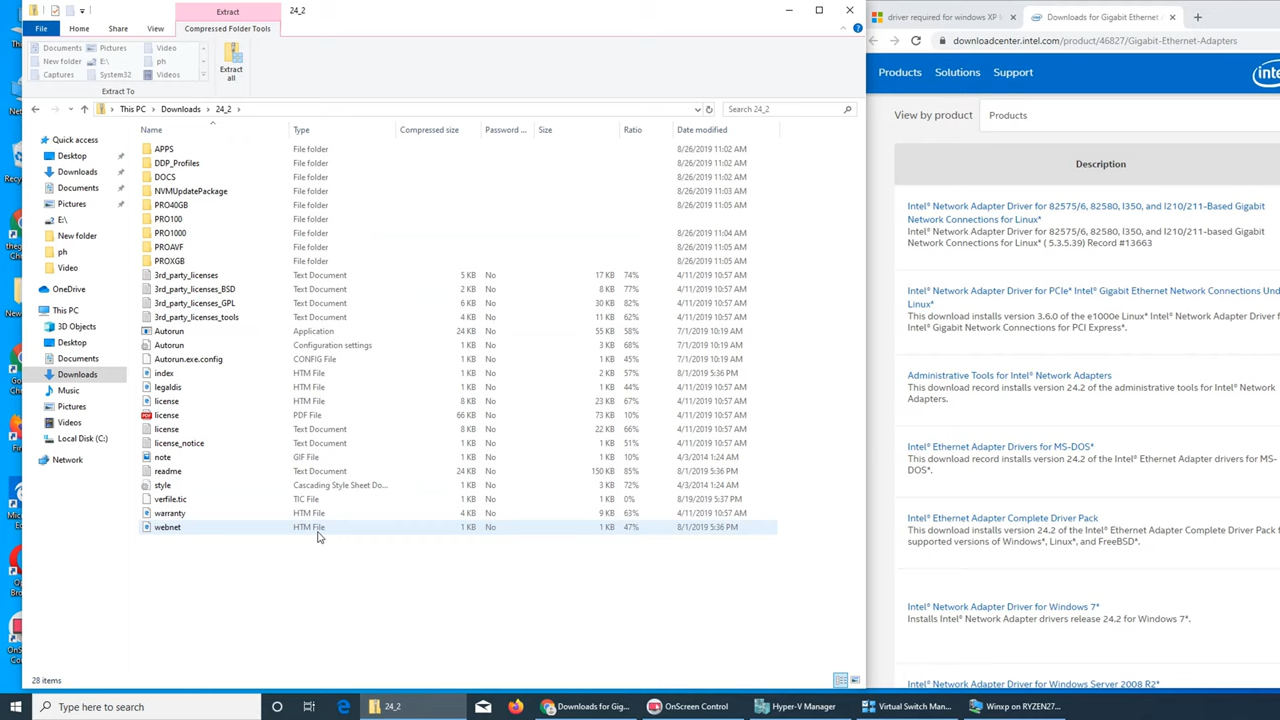 Extract
24_2
File
Home
Share
View
Compressed Folder Tools
Documents
Pictures
Video
New folder
E:\
ph
Captures
System32
Videos
Extract all
Extract To
This PC
Downloads
24_2
Search 24_2
Name
Type
Compressed size
Password ...
Size
Ratio
Date modified
Quick access
Desktop
Downloads
Documents
Pictures
E:\
New folder
ph
Video
OneDrive
This PC
3D Objects
Desktop
Documents
Downloads
Music
Pictures
Videos
Local Disk (C:)
Network
APPS File folder 8/26/2019 11:02 AM
DDP_Profiles File folder 8/26/2019 11:02 AM
DOCS File folder 8/26/2019 11:02 AM
NVMUpdatePackage File folder 8/26/2019 11:03 AM
PRO40GB File folder 8/26/2019 11:05 AM
PRO100 File folder
PRO1000 File folder 8/26/2019 11:04 AM
PROAVF File folder 8/26/2019 11:05 AM
PROXGB File folder 8/26/2019 11:05 AM
3rd_party_licenses Text Document 5 KB No 17 KB 74% 4/11/2019 10:57 AM
3rd_party_licenses_BSD Text Document 2 KB No 8 KB 77% 4/11/2019 10:57 AM
3rd_party_licenses_GPL Text Document 6 KB No 30 KB 82% 4/11/2019 10:57 AM
3rd_party_licenses_tools Text Document 4 KB No 11 KB 62% 4/11/2019 10:57 AM
Autorun Application 24 KB No 55 KB 58% 7/1/2019 10:19 AM
Autorun Configuration settings 1 KB No 3 KB 68% 7/1/2019 10:19 AM
Autorun.exe.config CONFIG File 1 KB No 1 KB 45% 7/1/2019 10:19 AM
index HTM File 1 KB No 2 KB 57% 8/1/2019 5:36 PM
legaldis HTM File 1 KB No 1 KB 44% 4/11/2019 10:57 AM
license HTM File 8 KB No 23 KB 67% 4/11/2019 10:57 AM
license PDF File 66 KB No 73 KB 10% 4/11/2019 10:57 AM
license Text Document 8 KB No 22 KB 66% 4/11/2019 10:57 AM
license_notice Text Document 1 KB No 1 KB 51% 4/11/2019 10:57 AM
note GIF File 1 KB No 1 KB 10% 4/3/2014 1:24 AM
readme Text Document 24 KB No 150 KB 85% 8/1/2019 5:36 PM
style Cascading Style Sheet Do... 1 KB No 3 KB 72% 4/3/2014 1:24 AM
verfile.tic TIC File 1 KB No 1 KB 0% 8/19/2019 5:37 PM
warranty HTM File 4 KB No 9 KB 63% 4/11/2019 10:57 AM
webnet HTM File 1 KB No 1 KB 47% 8/1/2019 5:36 PM
28 items
driver required for windows XP
Downloads for Gigabit Ethernet
downloadcenter.intel.com/product/46827/Gigabit-Ethernet-Adapters
Products
Solutions
Support
View by product
Products
Description
Intel® Network Adapter Driver for 82575/6, 82580, I350, and I210/211-Based Gigabit
Network Connections for Linux*
Intel® Network Adapter Driver for 82575/6, 82580, I350, and I210/211-based Gigabit
Network Connections for Linux* ( 5.3.5.39) Record #13663
Intel® Network Adapter Driver for PCIe* Intel® Gigabit Ethernet Network Connections Und
Linux*
This download installs version 3.6.0 of the e1000e Linux* Intel® Network Adapter Driver f
Intel® Gigabit Network Connections for PCI Express*.
Administrative Tools for Intel® Network Adapters
This download record installs version 24.2 of the administrative tools for Intel® Network
Adapters.
Intel® Ethernet Adapter Drivers for MS-DOS*
This download record installs version 24.2 of the Intel® Ethernet Adapter drivers for MS-
DOS*.
Intel® Ethernet Adapter Complete Driver Pack
This download installs version 24.2 of the Intel® Ethernet Adapter Complete Driver Pack f
supported versions of Windows*, Linux*, and FreeBSD*.
Intel® Network Adapter Driver for Windows 7*
Installs Intel® Network Adapter drivers release 24.2 for Windows 7*.
Intel® Network Adapter Driver for Windows Server 2008 R2*
Type here to search
24_2
Downloads for Gig...
OnScreen Control
Hyper-V Manager
Virtual Switch Man...
Winxp on RYZEN27...